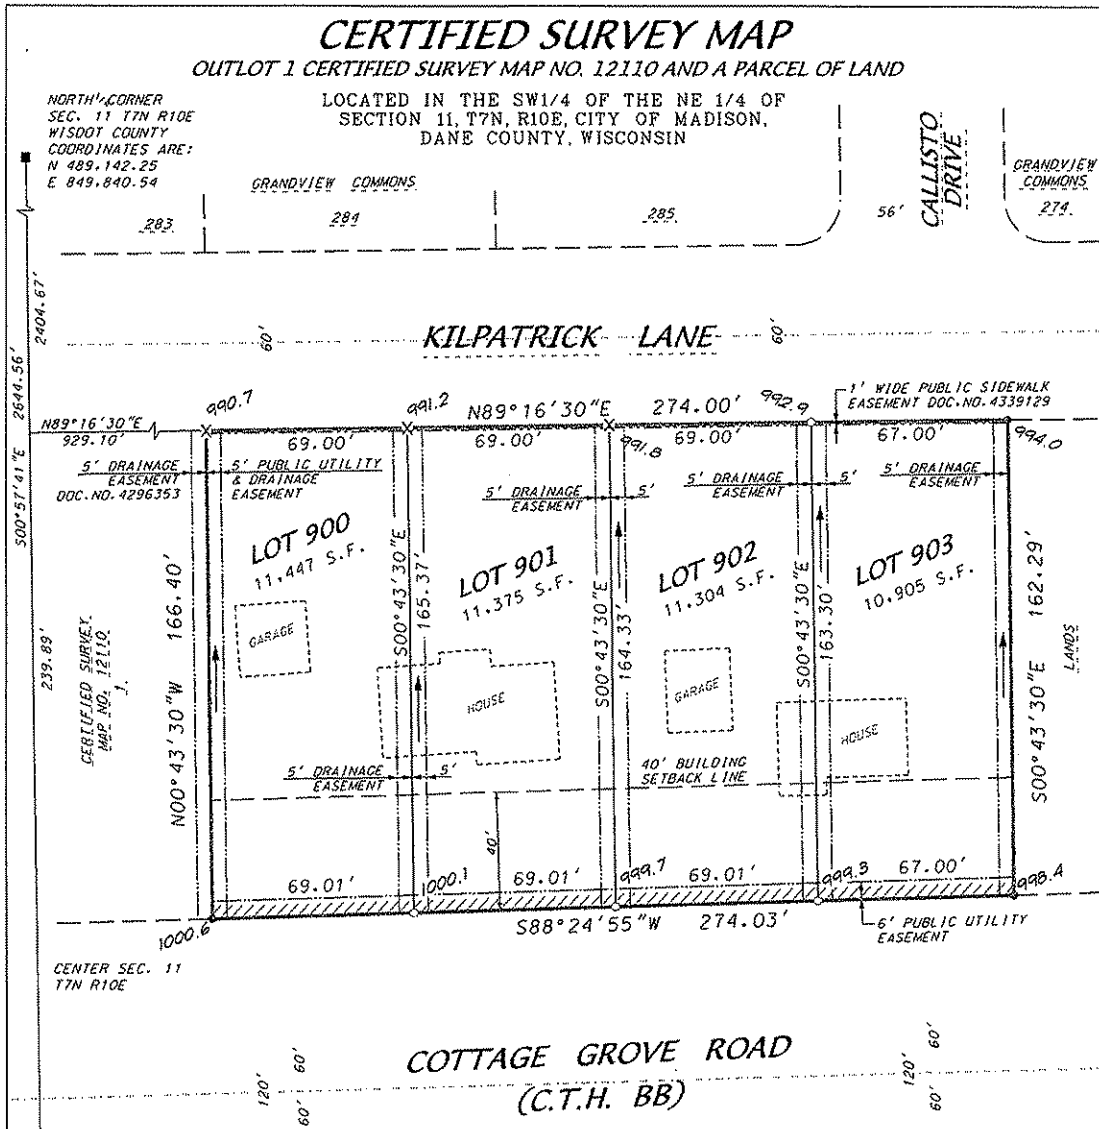 CERTIFIED SURVEY MAP
OUTLOT 1 CERTIFIED SURVEY MAP NO. 12110 AND A PARCEL OF LAND
LOCATED IN THE SW1/4 OF THE NE 1/4 OF
SECTION 11, T7N, R10E, CITY OF MADISON,
DANE COUNTY, WISCONSIN
NORTH ¼ CORNER
SEC. 11 T7N R10E
WISDOT COUNTY
COORDINATES ARE:
N 489,142.25
E 849,840.54
GRANDVIEW COMMONS
283
284
285
56'
CALLISTO
DRIVE
GRANDVIEW
COMMONS
274
2404.67'
60'
KILPATRICK LANE
60'
S00°57'41"E 2644.56'
990.7
991.2
N89°16'30"E 274.00'
992.9
1' WIDE PUBLIC SIDEWALK
EASEMENT DOC.NO.4339129
N89°16'30"E
929.10'
69.00'
69.00'
991.8
69.00'
67.00'
994.0
5' DRAINAGE
EASEMENT
DOC.NO.4296353
5' PUBLIC UTILITY
& DRAINAGE
EASEMENT
5' DRAINAGE
EASEMENT
5'
5' DRAINAGE
EASEMENT
5'
5' DRAINAGE
EASEMENT
LOT 900
11,447 S.F.
LOT 901
11,375 S.F.
LOT 902
11,304 S.F.
LOT 903
10,905 S.F.
N00°43'30"W 166.40'
S00°43'30"E
165.37'
S00°43'30"E
164.33'
S00°43'30"E
163.30'
S00°43'30"E 162.29'
LANDS
239.89'
CERTIFIED SURVEY
MAP NO. 12110
1.
GARAGE
HOUSE
GARAGE
HOUSE
5' DRAINAGE
EASEMENT
5'
40' BUILDING
SETBACK LINE
40'
69.01'
1000.1
69.01'
999.7
69.01'
999.3
67.00'
998.4
1000.6
S88°24'55"W 274.03'
6' PUBLIC UTILITY
EASEMENT
CENTER SEC. 11
T7N R10E
COTTAGE GROVE ROAD
(C.T.H. BB)
120'
60'
60'
120'
60'
60'